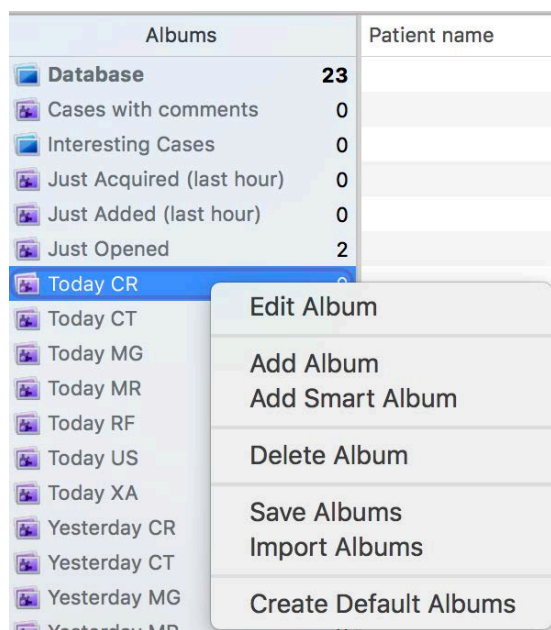 Albums
Patient name
Database 23
Cases with comments 0
Interesting Cases 0
Just Acquired (last hour) 0
Just Added (last hour) 0
Just Opened 2
Today CR
Today CT
Today MG
Today MR
Today RF
Today US
Today XA
Yesterday CR
Yesterday CT
Yesterday MG
Edit Album
Add Album
Add Smart Album
Delete Album
Save Albums
Import Albums
Create Default Albums